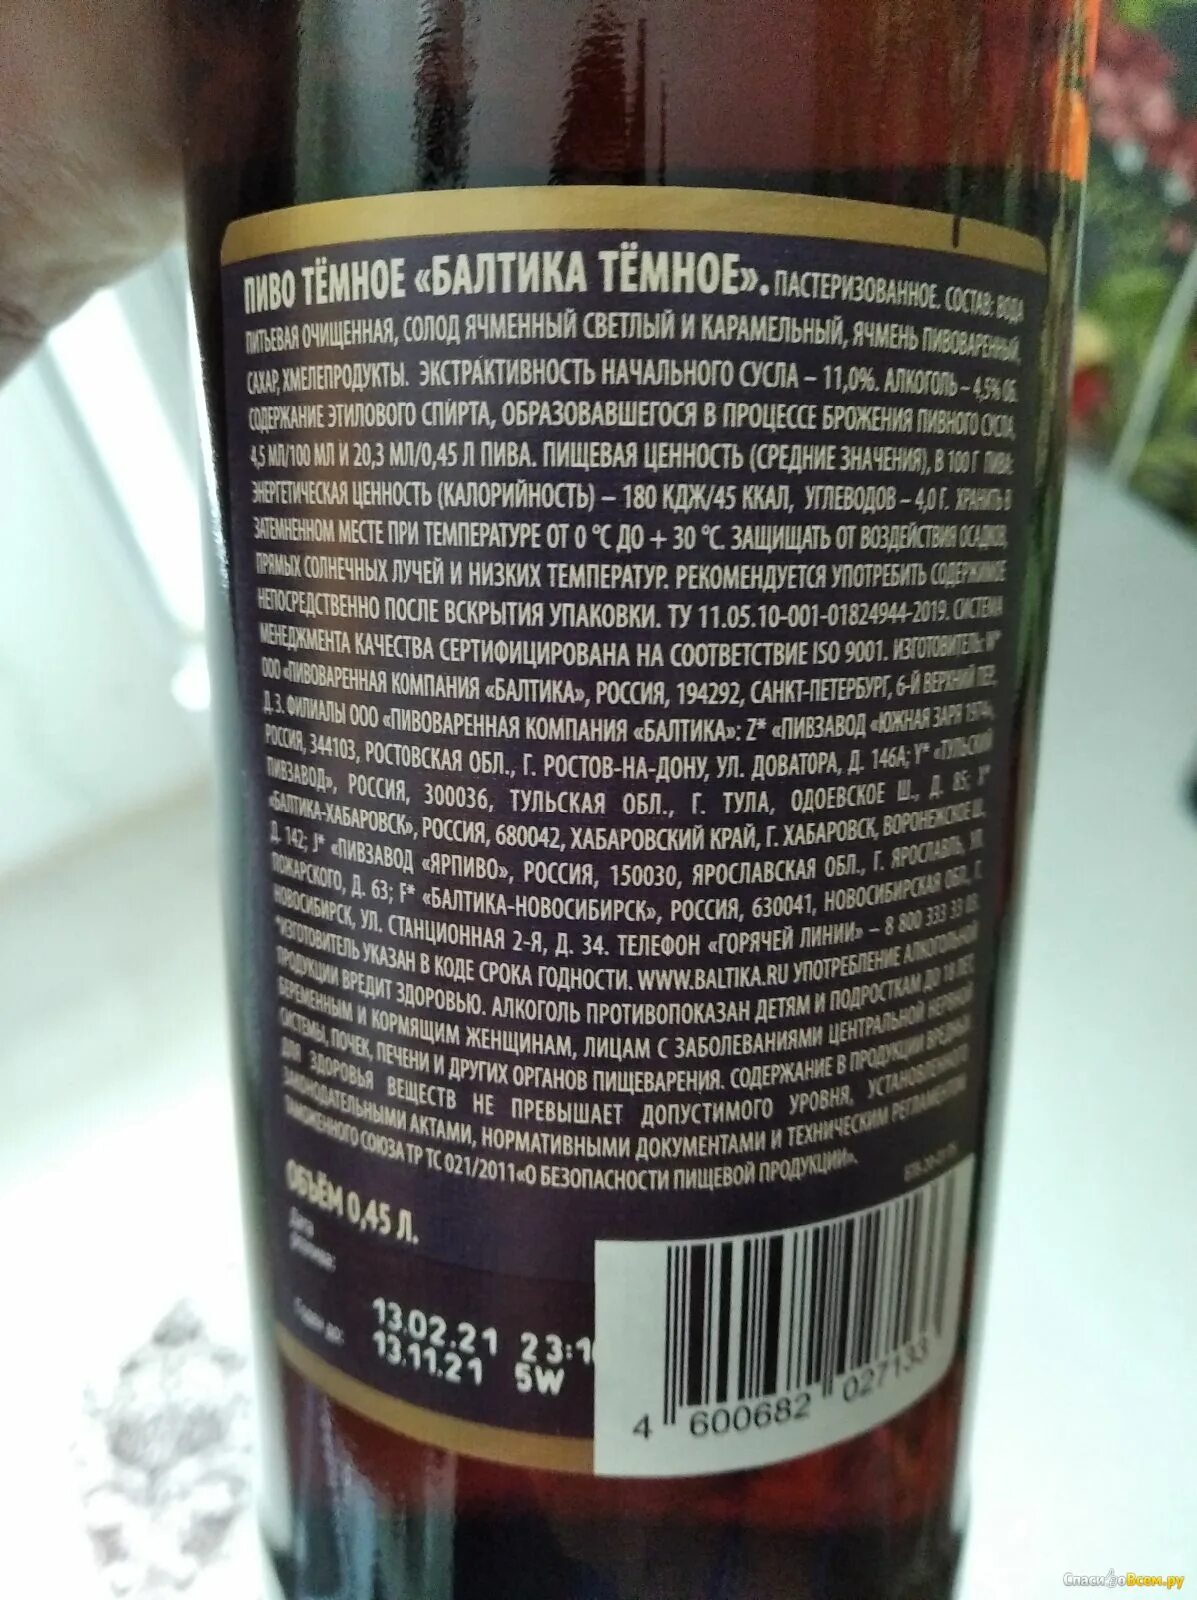 ПИВО ТЁМНОЕ «БАЛТИКА ТЁМНОЕ». ПАСТЕРИЗОВАННОЕ. СОСТАВ: ВОДА
ПИТЬЕВАЯ ОЧИЩЕННАЯ, СОЛОД ЯЧМЕННЫЙ СВЕТЛЫЙ И КАРАМЕЛЬНЫЙ, ЯЧМЕНЬ ПИВОВАРЕННЫЙ,
САХАР, ХМЕЛЕПРОДУКТЫ. ЭКСТРАКТИВНОСТЬ НАЧАЛЬНОГО СУСЛА – 11,0%. АЛКОГОЛЬ – 4,5% ОБ.
СОДЕРЖАНИЕ ЭТИЛОВОГО СПИРТА, ОБРАЗОВАВШЕГОСЯ В ПРОЦЕССЕ БРОЖЕНИЯ ПИВНОГО СУСЛА,
4,5 МЛ/100 МЛ И 20,3 МЛ/0,45 Л ПИВА. ПИЩЕВАЯ ЦЕННОСТЬ (СРЕДНИЕ ЗНАЧЕНИЯ), В 100 Г ПИВА:
ЭНЕРГЕТИЧЕСКАЯ ЦЕННОСТЬ (КАЛОРИЙНОСТЬ) – 180 КДЖ/45 ККАЛ, УГЛЕВОДОВ – 4,0 Г. ХРАНИТЬ В
ЗАТЕМНЕННОМ МЕСТЕ ПРИ ТЕМПЕРАТУРЕ ОТ 0 °С ДО + 30 °С. ЗАЩИЩАТЬ ОТ ВОЗДЕЙСТВИЯ ОСАДКОВ,
ПРЯМЫХ СОЛНЕЧНЫХ ЛУЧЕЙ И НИЗКИХ ТЕМПЕРАТУР. РЕКОМЕНДУЕТСЯ УПОТРЕБИТЬ СОДЕРЖИМОЕ
НЕПОСРЕДСТВЕННО ПОСЛЕ ВСКРЫТИЯ УПАКОВКИ. ТУ 11.05.10-001-01824944-2019. СИСТЕМА
МЕНЕДЖМЕНТА КАЧЕСТВА СЕРТИФИЦИРОВАНА НА СООТВЕТСТВИЕ ISO 9001. ИЗГОТОВИТЕЛЬ: W*
ООО «ПИВОВАРЕННАЯ КОМПАНИЯ «БАЛТИКА», РОССИЯ, 194292, САНКТ-ПЕТЕРБУРГ, 6-Й ВЕРХНИЙ ПЕР.,
Д. 3. ФИЛИАЛЫ ООО «ПИВОВАРЕННАЯ КОМПАНИЯ «БАЛТИКА»: Z* «ПИВЗАВОД «ЮЖНАЯ ЗАРЯ 1974»,
РОССИЯ, 344103, РОСТОВСКАЯ ОБЛ., Г. РОСТОВ-НА-ДОНУ, УЛ. ДОВАТОРА, Д. 146А; Y* «ТУЛЬСКИЙ
ПИВЗАВОД», РОССИЯ, 300036, ТУЛЬСКАЯ ОБЛ., Г. ТУЛА, ОДОЕВСКОЕ Ш., Д. 85; X*
«БАЛТИКА-ХАБАРОВСК», РОССИЯ, 680042, ХАБАРОВСКИЙ КРАЙ, Г. ХАБАРОВСК, ВОРОНЕЖСКОЕ Ш.,
Д. 142; J* «ПИВЗАВОД «ЯРПИВО», РОССИЯ, 150030, ЯРОСЛАВСКАЯ ОБЛ., Г. ЯРОСЛАВЛЬ, УЛ.
ПОЖАРСКОГО, Д. 63; F* «БАЛТИКА-НОВОСИБИРСК», РОССИЯ, 630041, НОВОСИБИРСКАЯ ОБЛ., Г.
НОВОСИБИРСК, УЛ. СТАНЦИОННАЯ 2-Я, Д. 34. ТЕЛЕФОН «ГОРЯЧЕЙ ЛИНИИ» – 8 800 333 33 03.
*ИЗГОТОВИТЕЛЬ УКАЗАН В КОДЕ СРОКА ГОДНОСТИ. WWW.BALTIKA.RU УПОТРЕБЛЕНИЕ АЛКОГОЛЬНОЙ
ПРОДУКЦИИ ВРЕДИТ ЗДОРОВЬЮ. АЛКОГОЛЬ ПРОТИВОПОКАЗАН ДЕТЯМ И ПОДРОСТКАМ ДО 18 ЛЕТ,
БЕРЕМЕННЫМ И КОРМЯЩИМ ЖЕНЩИНАМ, ЛИЦАМ С ЗАБОЛЕВАНИЯМИ ЦЕНТРАЛЬНОЙ НЕРВНОЙ
СИСТЕМЫ, ПОЧЕК, ПЕЧЕНИ И ДРУГИХ ОРГАНОВ ПИЩЕВАРЕНИЯ. СОДЕРЖАНИЕ В ПРОДУКЦИИ ВРЕДНЫХ
ДЛЯ ЗДОРОВЬЯ ВЕЩЕСТВ НЕ ПРЕВЫШАЕТ ДОПУСТИМОГО УРОВНЯ, УСТАНОВЛЕННОГО
ЗАКОНОДАТЕЛЬНЫМИ АКТАМИ, НОРМАТИВНЫМИ ДОКУМЕНТАМИ И ТЕХНИЧЕСКИМ РЕГЛАМЕНТОМ
ТАМОЖЕННОГО СОЮЗА ТР ТС 021/2011 «О БЕЗОПАСНОСТИ ПИЩЕВОЙ ПРОДУКЦИИ».
ОБЪЁМ 0,45 Л.
Дата
розлива:
Годен до:
13.02.21 23:1
13.11.21 5W
4 600682 027133
СпасибоВсем.ру